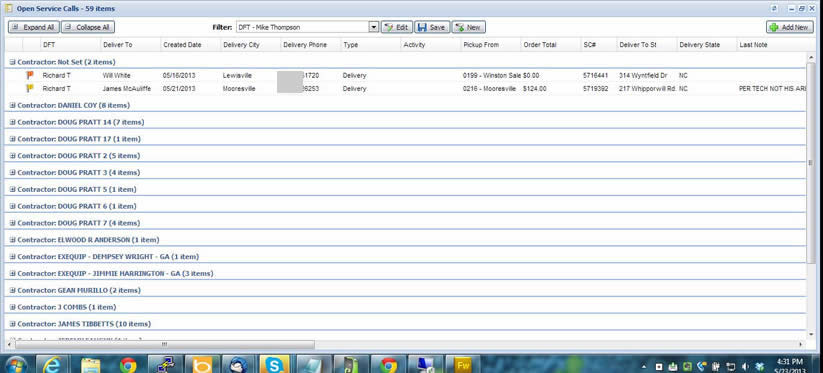 Open Service Calls - 59 items
Expand All Collapse All Filter: DFT - Mike Thompson Edit Save New Add New
DFT Deliver To Created Date Delivery City Delivery Phone Type Activity Pickup From Order Total SC# Deliver To St Delivery State Last Note
Contractor: Not Set (2 items)
Richard T Will White 05/16/2013 Lewisville 51720 Delivery 0199 - Winston Sale $0.00 5716441 314 Wyntfield Dr NC
Richard T James McAuliffe 05/21/2013 Mooresville 36253 Delivery 0216 - Mooresville $124.00 5719392 217 Whipporwill Rd. NC PER TECH NOT HIS ARE
Contractor: DANIEL COY (8 items)
Contractor: DOUG PRATT 14 (7 items)
Contractor: DOUG PRATT 17 (1 item)
Contractor: DOUG PRATT 2 (5 items)
Contractor: DOUG PRATT 3 (4 items)
Contractor: DOUG PRATT 5 (1 item)
Contractor: DOUG PRATT 6 (1 item)
Contractor: DOUG PRATT 7 (4 items)
Contractor: ELWOOD R ANDERSON (1 item)
Contractor: EXEQUIP - DEMPSEY WRIGHT - GA (1 item)
Contractor: EXEQUIP - JIMMIE HARRINGTON - GA (3 items)
Contractor: GEAN MURILLO (2 items)
Contractor: J COMBS (1 item)
Contractor: JAMES TIBBETTS (10 items)
Fw
4:31 PM
5/23/2013